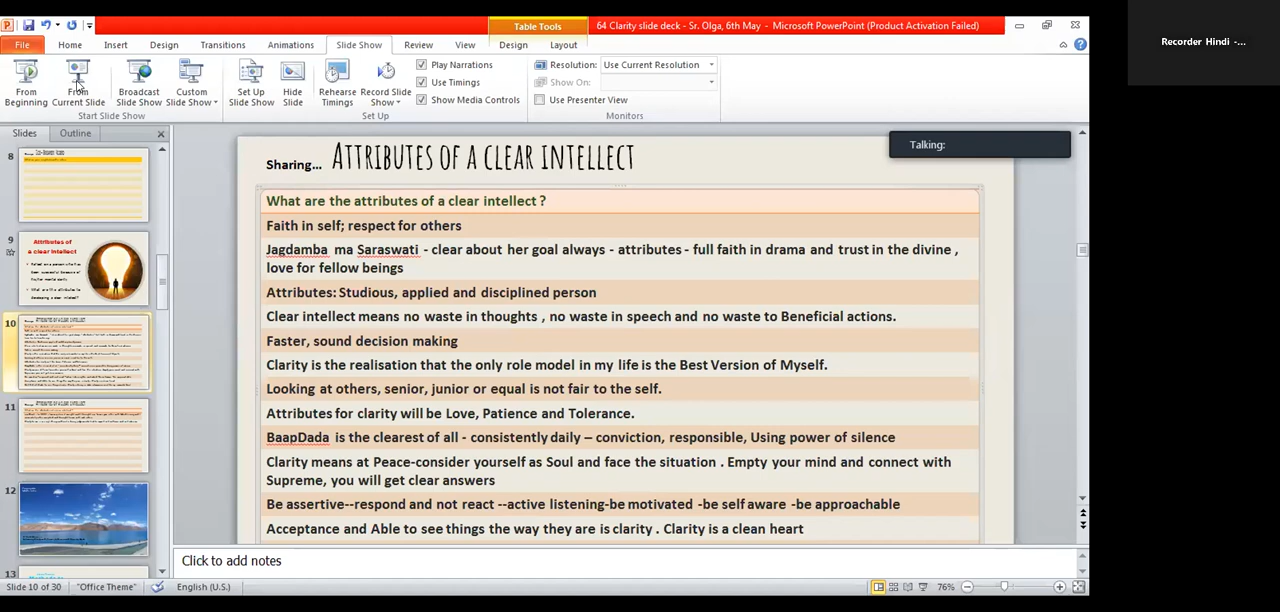 Table Tools
64 Clarity slide deck - Sr. Olga, 6th May - Microsoft PowerPoint (Product Activation Failed)
Recorder Hindi -...
File Home Insert Design Transitions Animations Slide Show Review View Design Layout
From Beginning
From Current Slide
Broadcast Slide Show
Custom Slide Show
Start Slide Show
Set Up Slide Show
Hide Slide
Rehearse Timings
Record Slide Show
Play Narrations
Use Timings
Show Media Controls
Set Up
Resolution: Use Current Resolution
Show On:
Use Presenter View
Monitors
Slides Outline
Talking:
8
9
Attributes of
a clear intellect
10
11
12
13
Sharing... Attributes of a clear intellect
What are the attributes of a clear intellect ?
Faith in self; respect for others
Jagdamba ma Saraswati - clear about her goal always - attributes - full faith in drama and trust in the divine ,
love for fellow beings
Attributes: Studious, applied and disciplined person
Clear intellect means no waste in thoughts , no waste in speech and no waste to Beneficial actions.
Faster, sound decision making
Clarity is the realisation that the only role model in my life is the Best Version of Myself.
Looking at others, senior, junior or equal is not fair to the self.
Attributes for clarity will be Love, Patience and Tolerance.
BaapDada is the clearest of all - consistently daily – conviction, responsible, Using power of silence
Clarity means at Peace-consider yourself as Soul and face the situation . Empty your mind and connect with
Supreme, you will get clear answers
Be assertive--respond and not react --active listening-be motivated -be self aware -be approachable
Acceptance and Able to see things the way they are is clarity . Clarity is a clean heart
Click to add notes
Slide 10 of 30 "Office Theme" English (U.S.) 76%